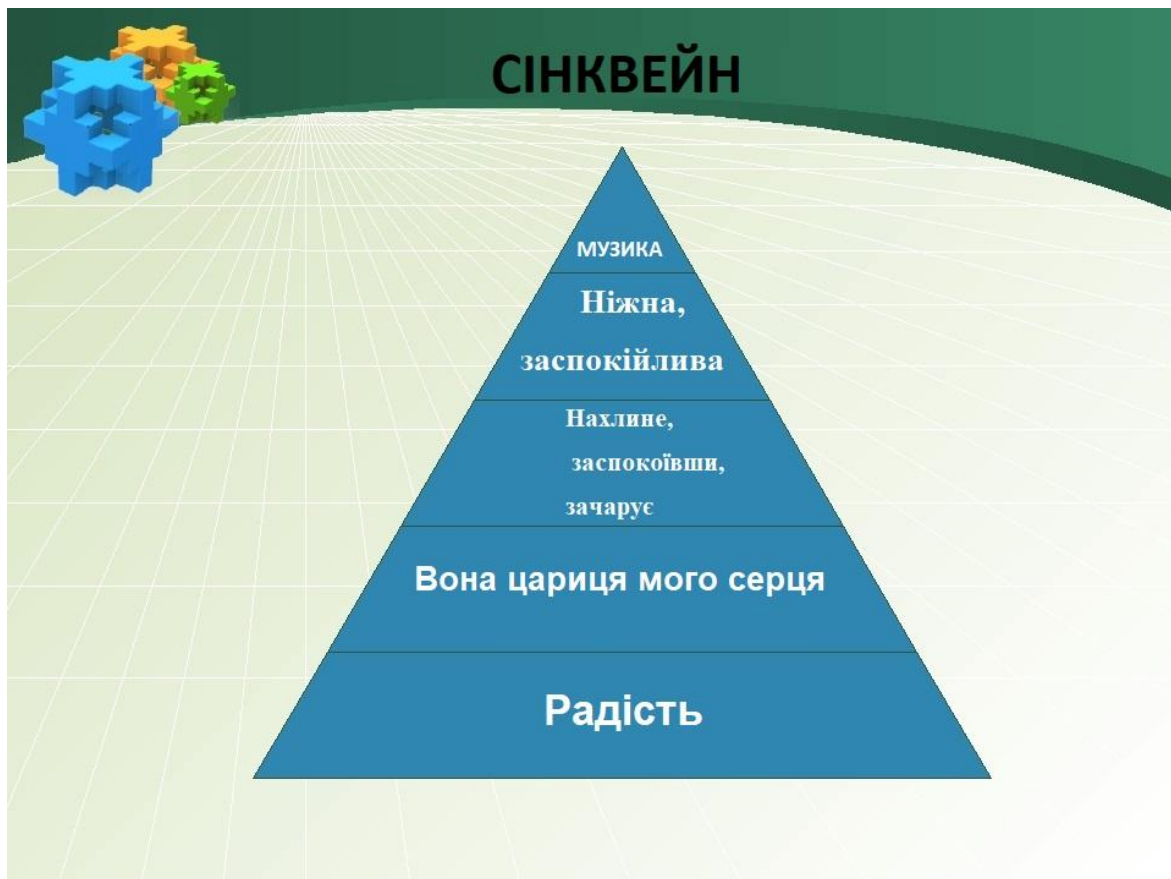 СІНКВЕЙН
МУЗИКА
Ніжна,
заспокійлива
Нахлине,
заспокоївши,
зачарує
Вона цариця мого серця
Радість